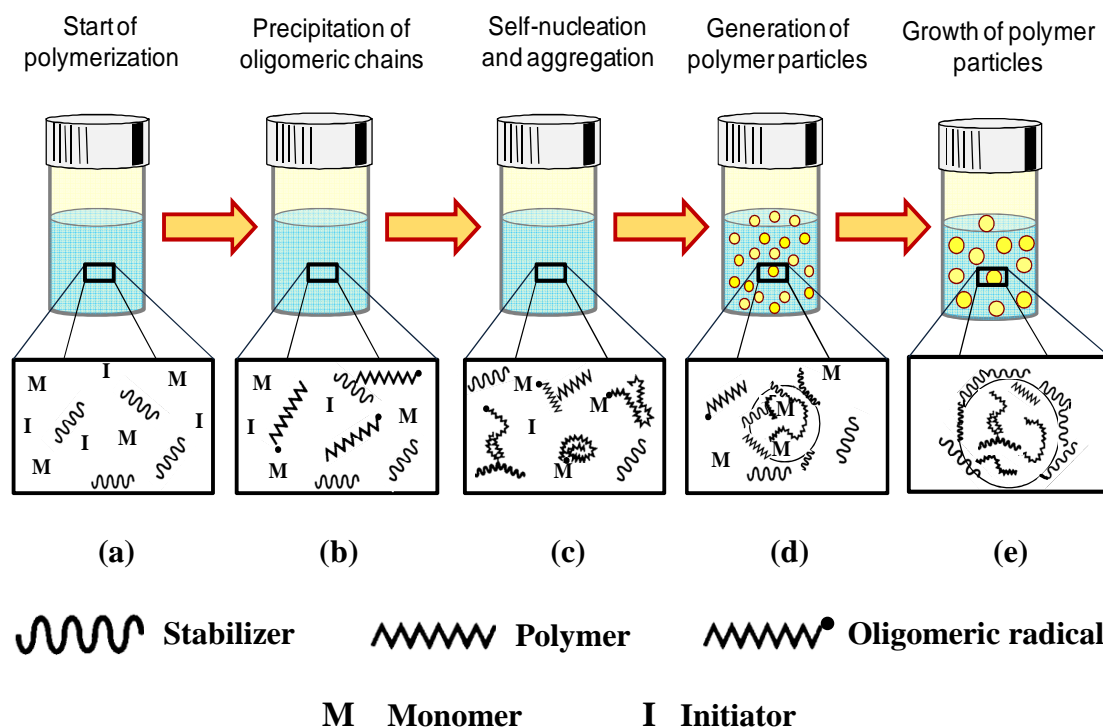 Start of
polymerization
Precipitation of
oligomeric chains
Self-nucleation
and aggregation
Generation of
polymer particles
Growth of polymer
particles
M I M
I I M I
M
M I M
I M
M M
I
M
M
M
M
M
M
(a) (b) (c) (d) (e)
Stabilizer Polymer Oligomeric radical
M Monomer I Initiator